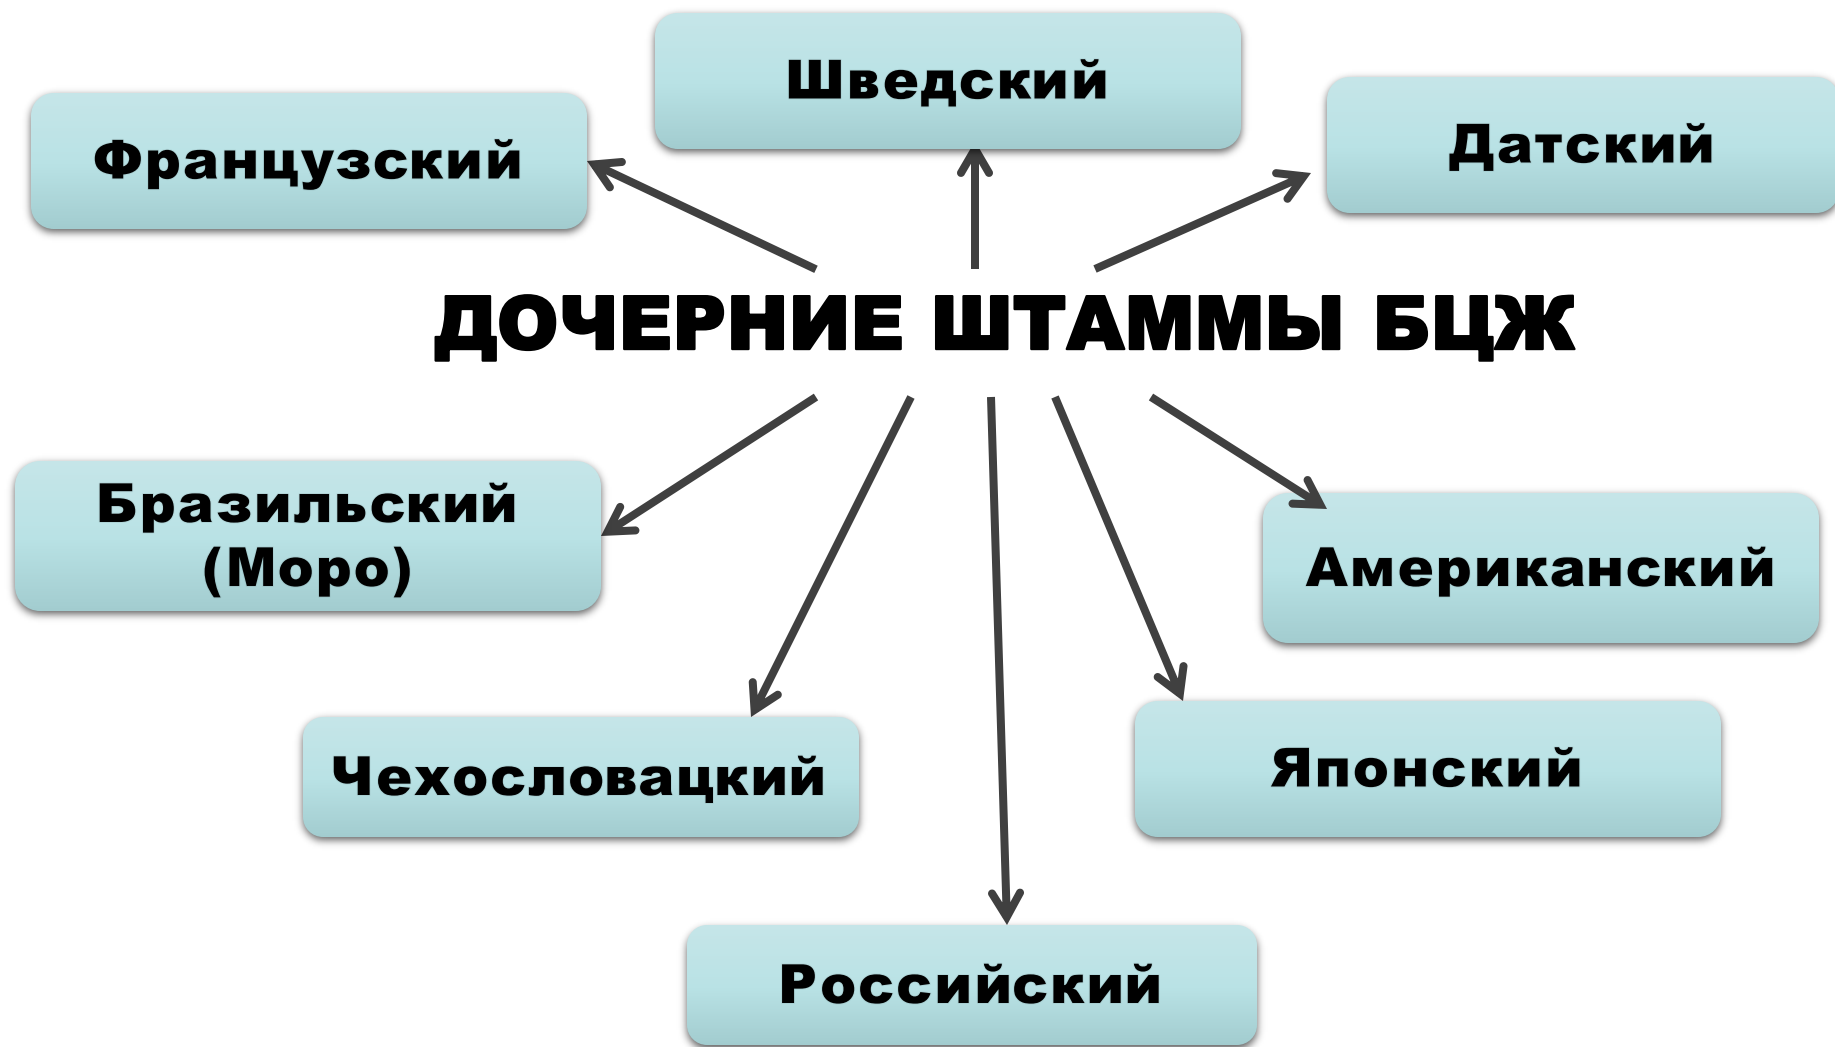 Шведский
Французский
Датский
ДОЧЕРНИЕ ШТАММЫ БЦЖ
Бразильский
(Моро)
Американский
Чехословацкий
Японский
Российский